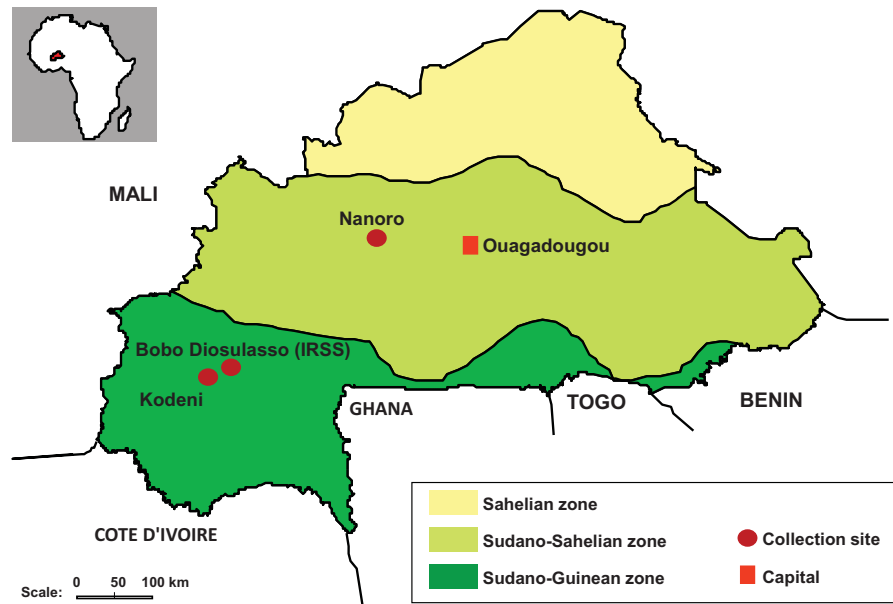 MALI
Nanoro
Ouagadougou
Bobo Diosulasso (IRSS)
Kodeni
GHANA
TOGO
BENIN
COTE D'IVOIRE
Sahelian zone
Sudano-Sahelian zone
Sudano-Guinean zone
Collection site
Capital
Scale: 0 50 100 km